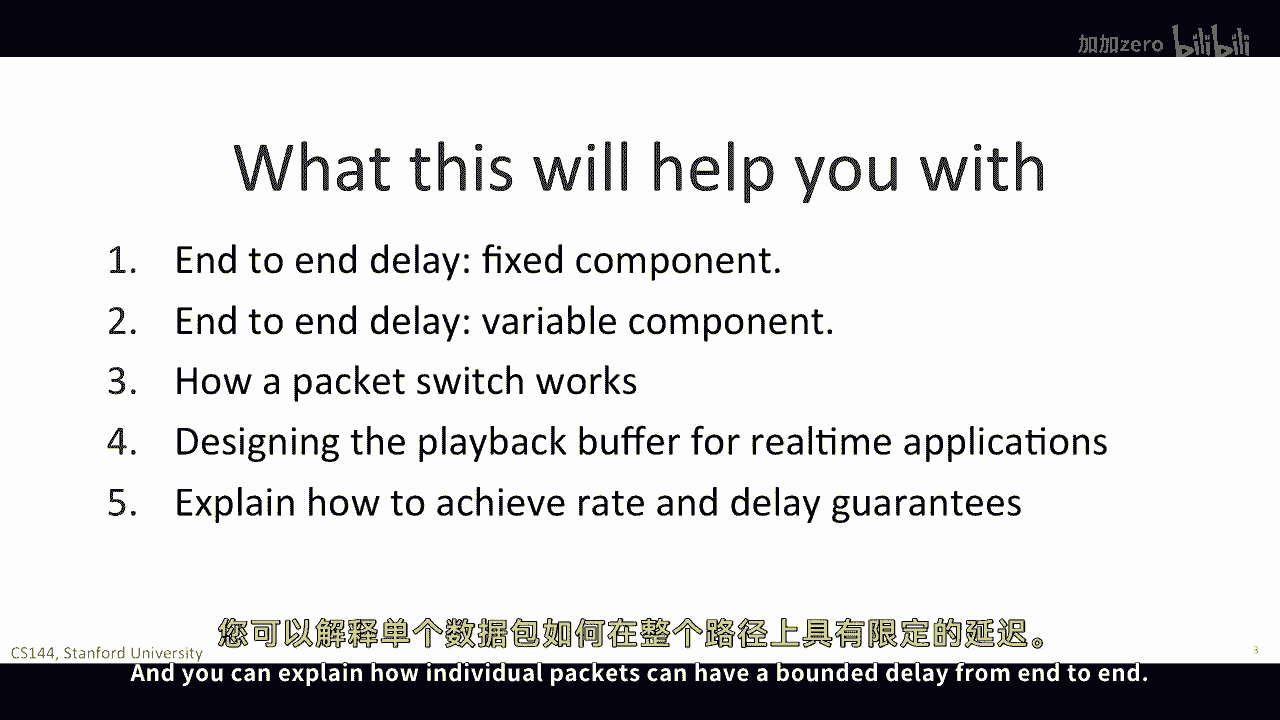 加加zero bilibili
What this will help you with
1. End to end delay: fixed component.
2. End to end delay: variable component.
3. How a packet switch works
4. Designing the playback buffer for realtime applications
5. Explain how to achieve rate and delay guarantees
您可以解释单个数据包如何在整个路径上具有限定的延迟。
CS144, Stanford University
3
And you can explain how individual packets can have a bounded delay from end to end.